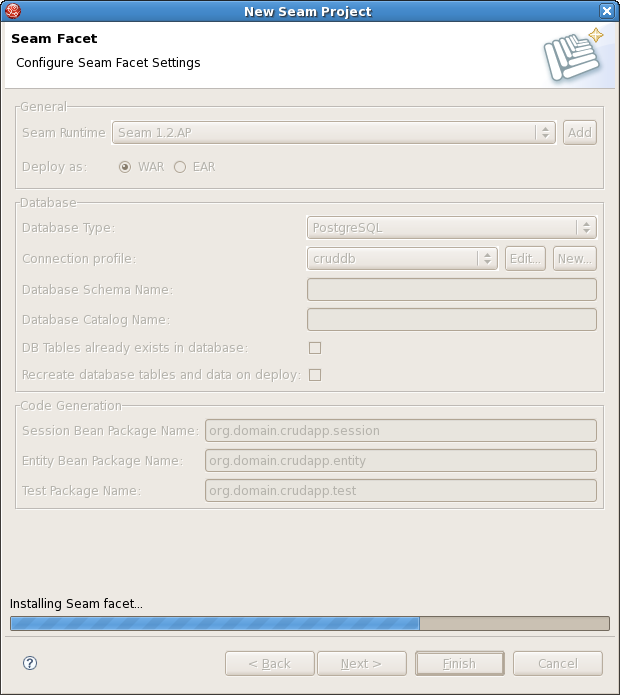 New Seam Project
Seam Facet
Configure Seam Facet Settings
General
Seam Runtime Seam 1.2.AP Add
Deploy as: WAR EAR
Database
Database Type: PostgreSQL
Connection profile: cruddb Edit... New...
Database Schema Name:
Database Catalog Name:
DB Tables already exists in database:
Recreate database tables and data on deploy:
Code Generation
Session Bean Package Name: org.domain.crudapp.session
Entity Bean Package Name: org.domain.crudapp.entity
Test Package Name: org.domain.crudapp.test
Installing Seam facet...
? < Back Next > Finish Cancel